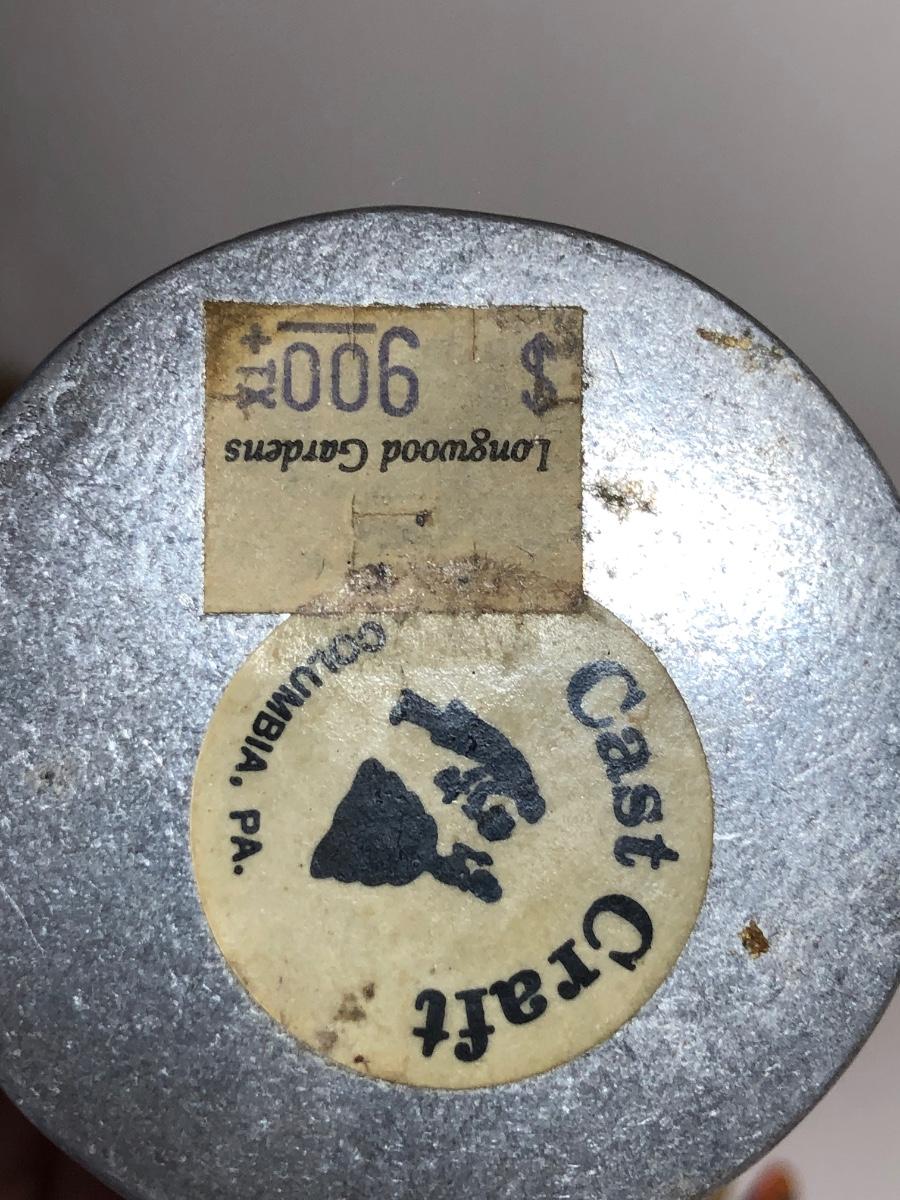 Longwood Gardens
$ 900 + TX
Cast Craft
COLUMBIA, PA.